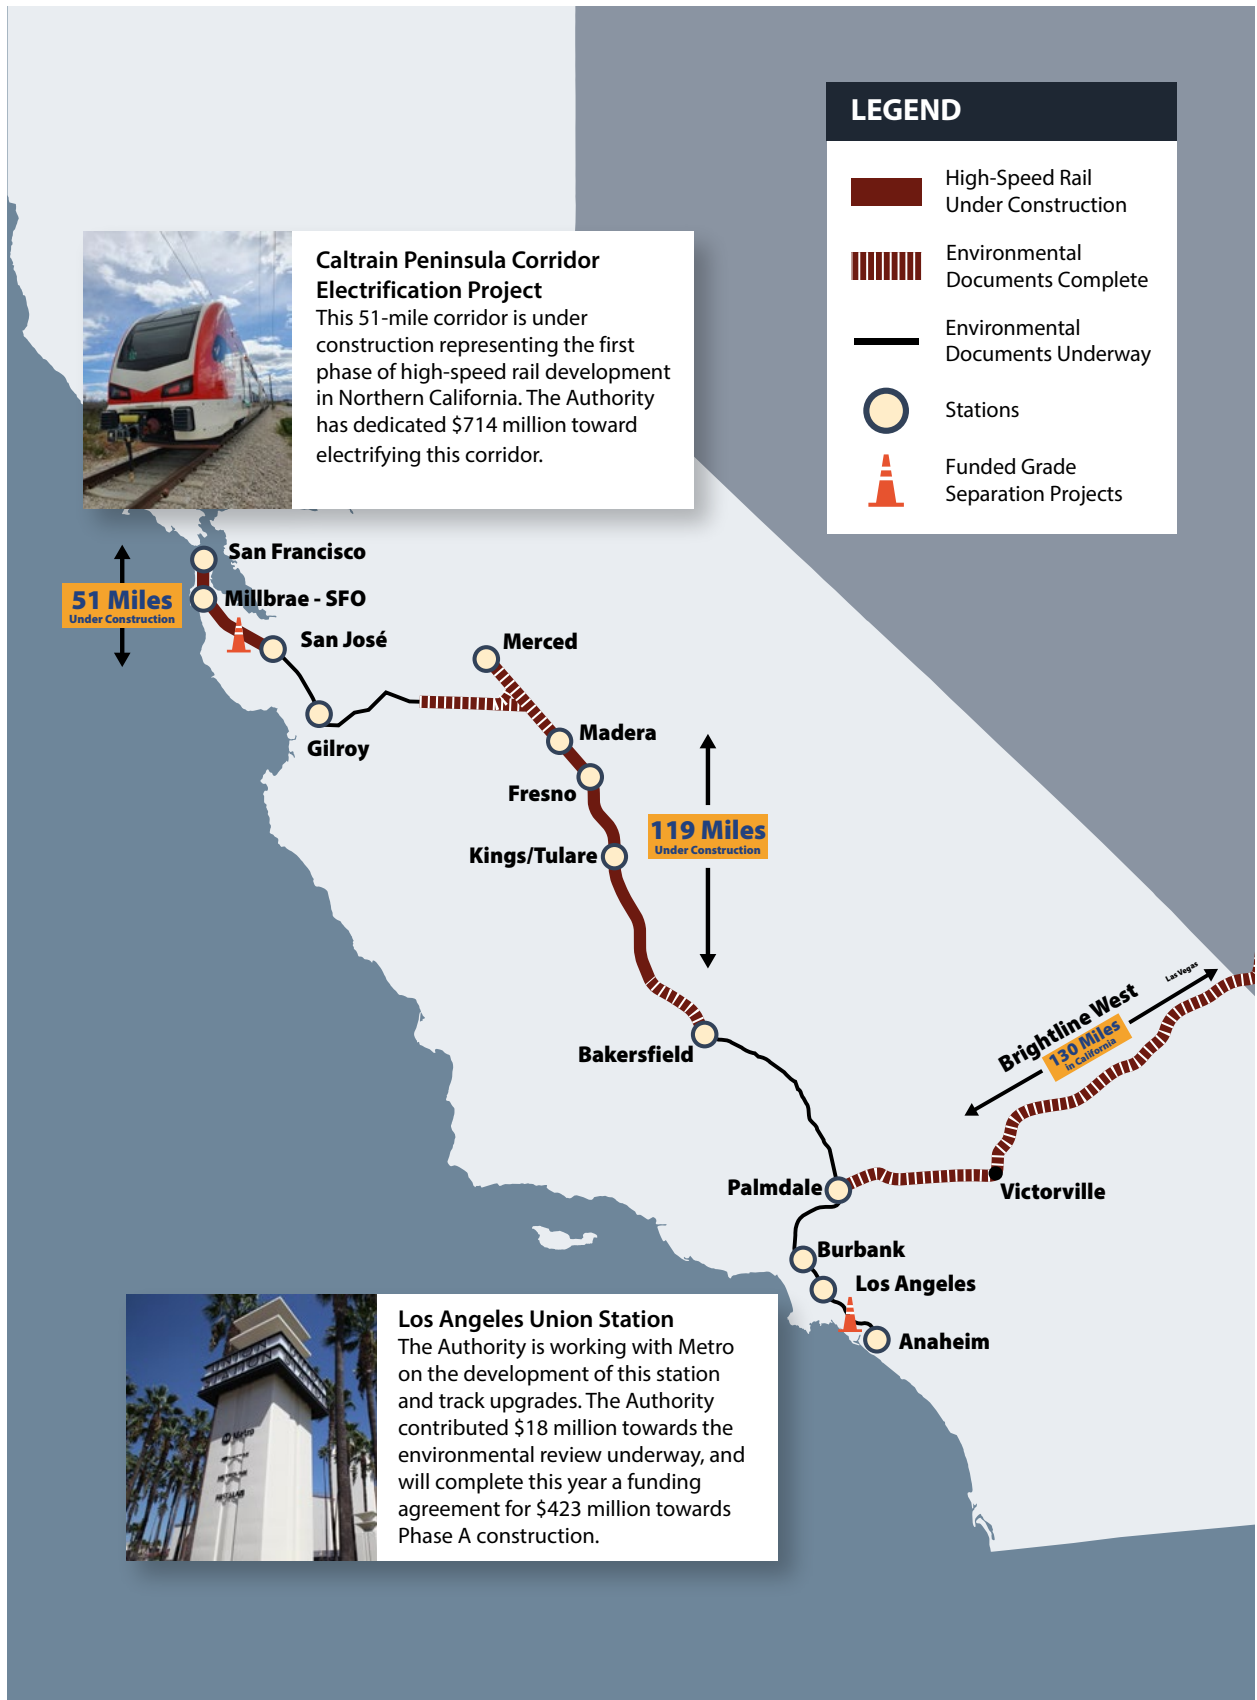 LEGEND
High-Speed Rail
Under Construction
Environmental
Documents Complete
Environmental
Documents Underway
Stations
Funded Grade
Separation Projects
Caltrain Peninsula Corridor
Electrification Project
This 51-mile corridor is under
construction representing the first
phase of high-speed rail development
in Northern California. The Authority
has dedicated $714 million toward
electrifying this corridor.
San Francisco
51 Miles
Under Construction
Millbrae - SFO
San José
Merced
Gilroy
Madera
Fresno
119 Miles
Under Construction
Kings/Tulare
Las Vegas
Brightline West
130 Miles
in California
Bakersfield
Palmdale
Victorville
Burbank
Los Angeles
Anaheim
Los Angeles Union Station
The Authority is working with Metro
on the development of this station
and track upgrades. The Authority
contributed $18 million towards the
environmental review underway, and
will complete this year a funding
agreement for $423 million towards
Phase A construction.
UNION
STATION
Metro